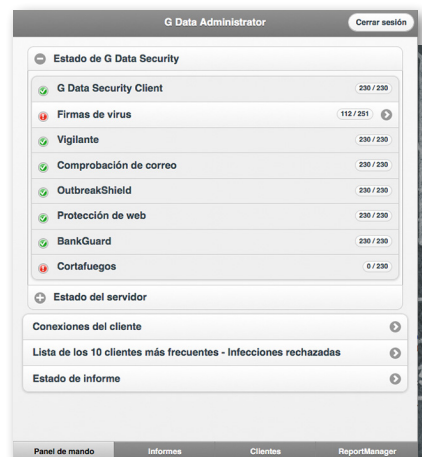 G Data Administrator
Cerrar sesión
Estado de G Data Security
G Data Security Client 230 / 230
Firmas de virus 112 / 251
Vigilante 230 / 230
Comprobación de correo 230 / 230
OutbreakShield 230 / 230
Protección de web 230 / 230
BankGuard 230 / 230
Cortafuegos 0 / 230
Estado del servidor
Conexiones del cliente
Lista de los 10 clientes más frecuentes - Infecciones rechazadas
Estado de informe
Panel de mando Informes Clientes ReportManager